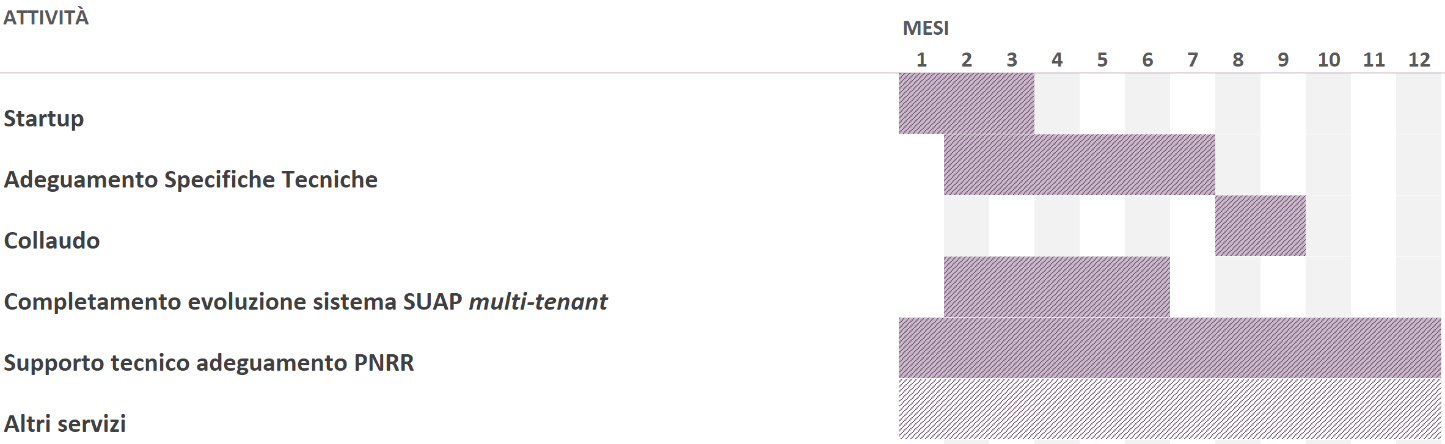 ATTIVITÀ
MESI
1 2 3 4 5 6 7 8 9 10 11 12
Startup
Adeguamento Specifiche Tecniche
Collaudo
Completamento evoluzione sistema SUAP multi-tenant
Supporto tecnico adeguamento PNRR
Altri servizi